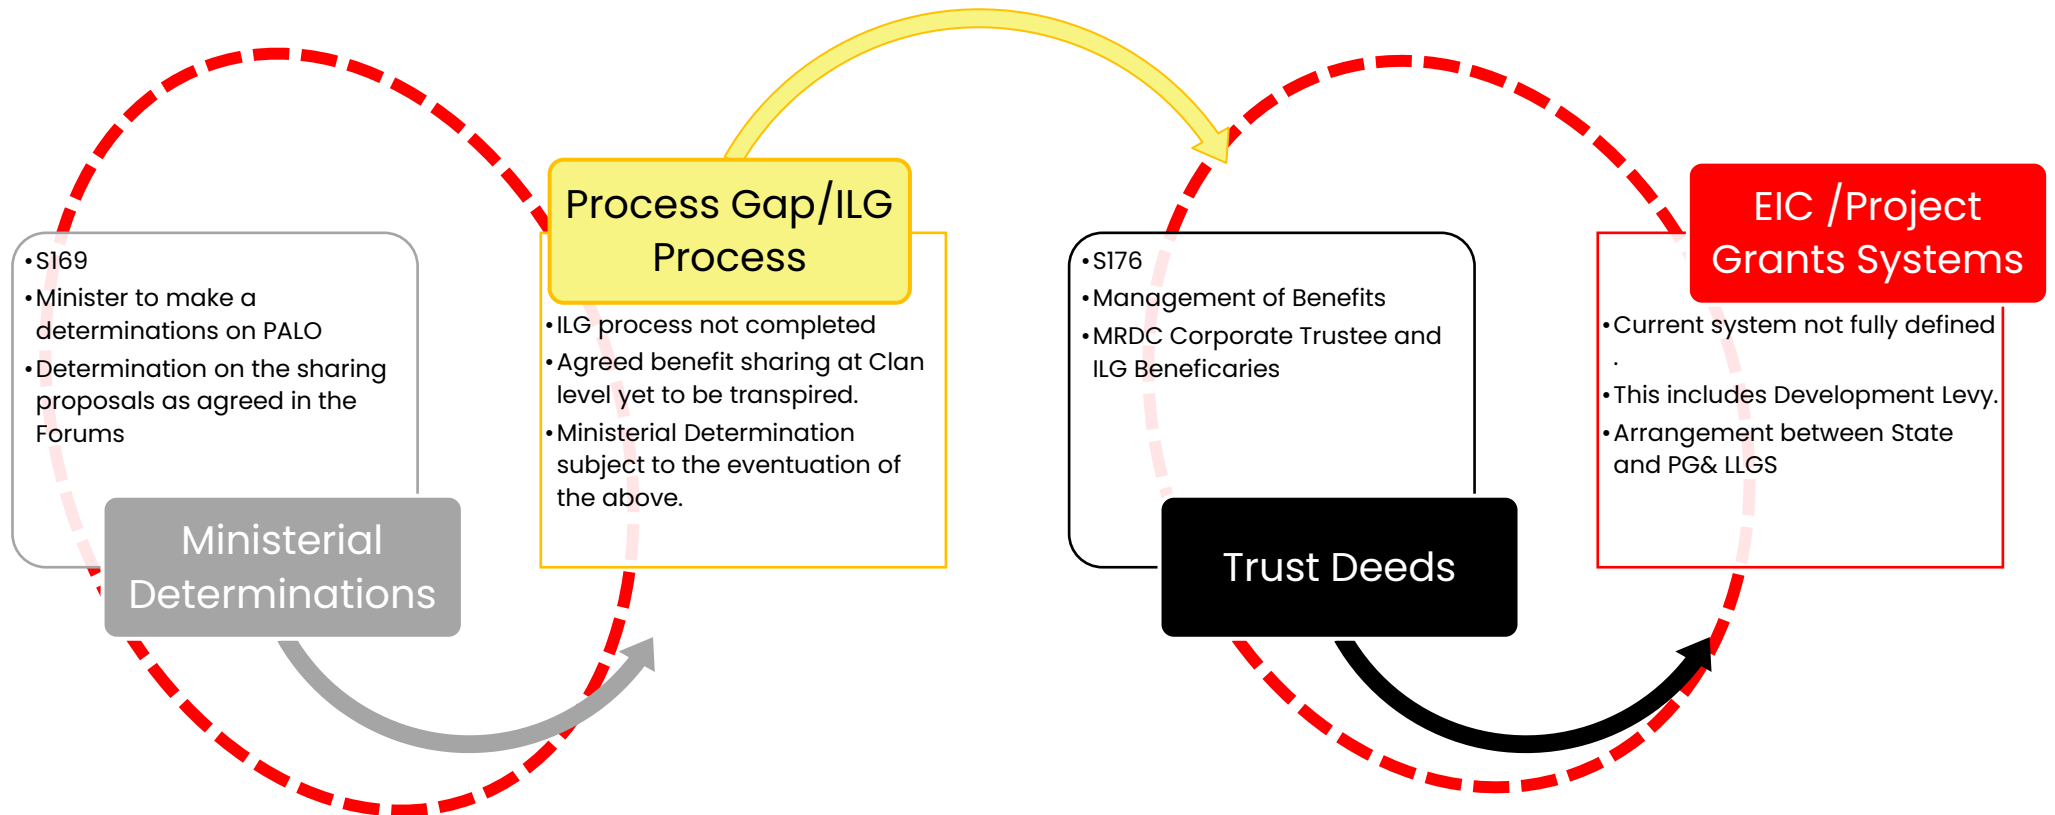 •S169
•Minister to make a
determinations on PALO
•Determination on the sharing
proposals as agreed in the
Forums
Ministerial
Determinations
Process Gap/ILG
Process
•ILG process not completed
•Agreed benefit sharing at Clan
level yet to be transpired.
•Ministerial Determination
subject to the eventuation of
the above.
•S176
•Management of Benefits
•MRDC Corporate Trustee and
ILG Beneficaries
Trust Deeds
EIC /Project
Grants Systems
•Current system not fully defined
.
•This includes Development Levy.
•Arrangement between State
and PG& LLGS